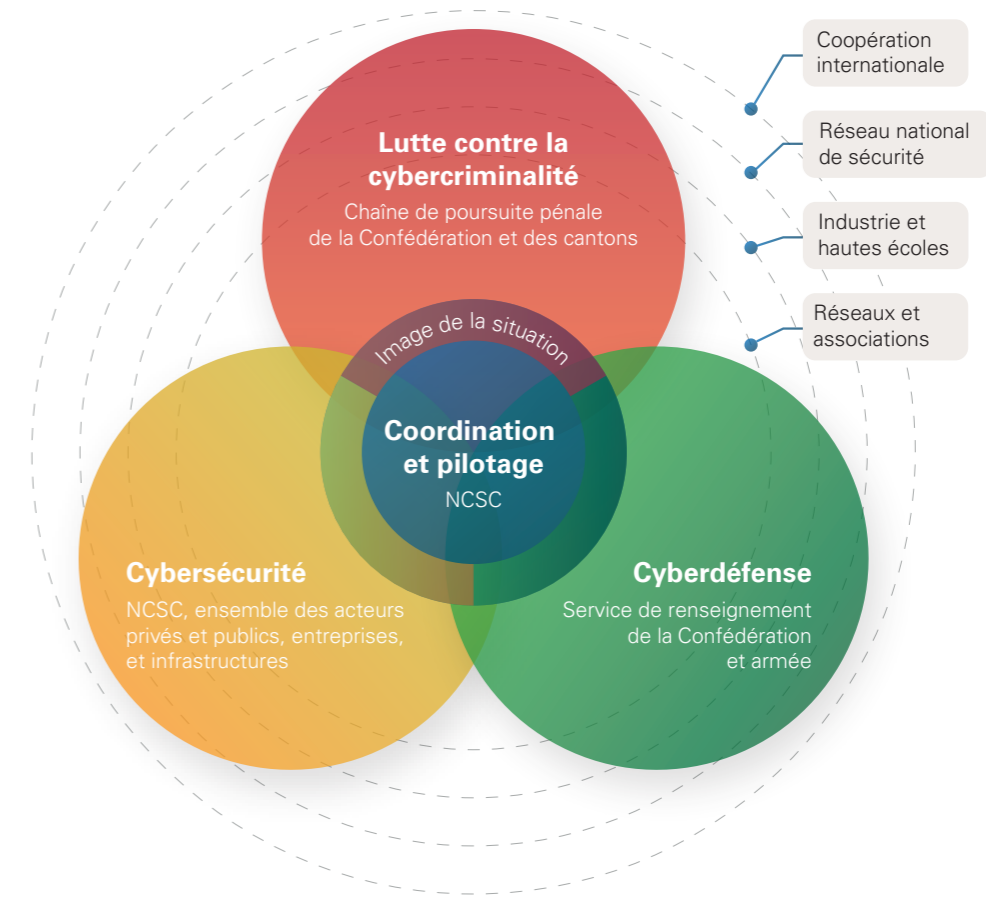 Coopération
internationale
Réseau national
de sécurité
Industrie et
hautes écoles
Réseaux et
associations
Lutte contre la
cybercriminalité
Chaîne de poursuite pénale
de la Confédération et des cantons
Image de la situation
Coordination
et pilotage
NCSC
Cybersécurité
NCSC, ensemble des acteurs
privés et publics, entreprises,
et infrastructures
Cyberdéfense
Service de renseignement
de la Confédération
et armée